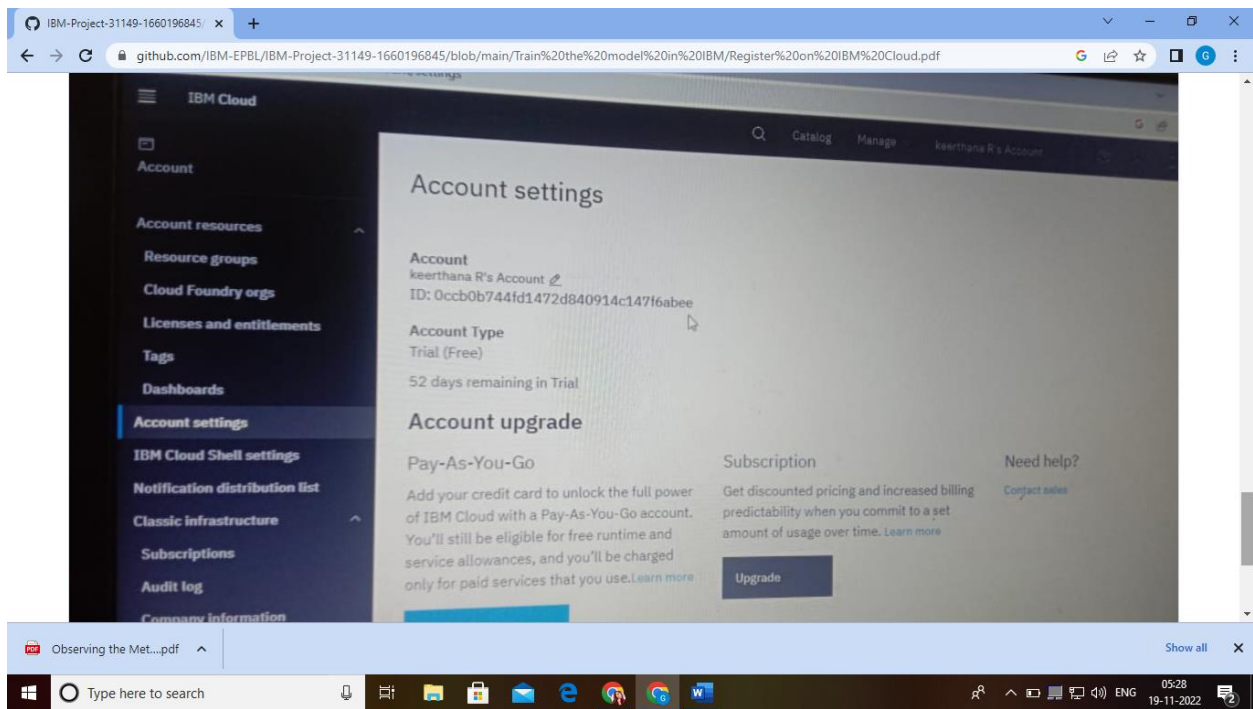 IBM-Project-31149-1660196845/
github.com/IBM-EPBL/IBM-Project-31149-1660196845/blob/main/Train%20the%20model%20in%20IBM/Register%20on%20IBM%20Cloud.pdf
G
settings
IBM Cloud
Catalog Manage keerthana R's Account
Account
Account resources
Resource groups
Cloud Foundry orgs
Licenses and entitlements
Tags
Dashboards
Account settings
IBM Cloud Shell settings
Notification distribution list
Classic infrastructure
Subscriptions
Audit log
Company information
Account settings
Account
keerthana R's Account
ID: 0ccb0b744fd1472d840914c147f6abee
Account Type
Trial (Free)
52 days remaining in Trial
Account upgrade
Pay-As-You-Go
Add your credit card to unlock the full power
of IBM Cloud with a Pay-As-You-Go account.
You'll still be eligible for free runtime and
service allowances, and you'll be charged
only for paid services that you use. Learn more
Subscription
Get discounted pricing and increased billing
predictability when you commit to a set
amount of usage over time. Learn more
Upgrade
Need help?
Contact sales
Observing the Met....pdf
Show all
Type here to search
ENG
05:28
19-11-2022
2